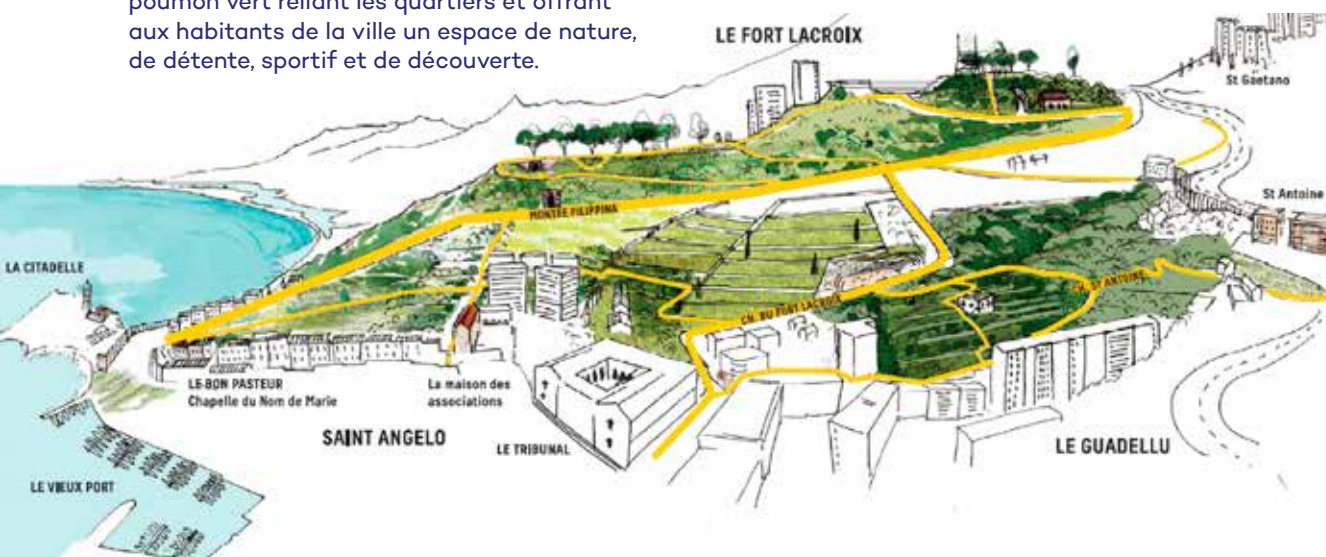 poumon vert reliant les quartiers et offrant
aux habitants de la ville un espace de nature,
de détente, sportif et de découverte.
LE FORT LACROIX
St Gaetano
St Antoine
MONTÉE FILIPPINA
LA CITADELLE
CH. ST ANTOINE
CH. DU FORT LACROIX
LE BON PASTEUR
Chapelle du Nom de Marie
La maison des
associations
SAINT ANGELO
LE TRIBUNAL
LE GUADELLU
LE VIEUX PORT